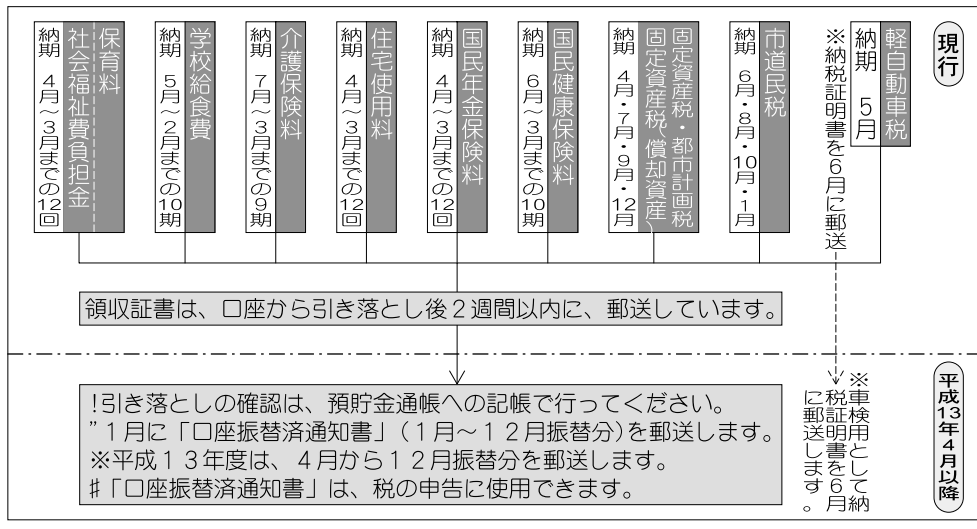 現行
軽自動車税
納期 5月
※納税証明書を6月に郵送
市道民税
納期 6月・8月・10月・1月
固定資産税・都市計画税
固定資産税(償却資産)
納期 4月・7月・9月・12月
国民健康保険料
納期 6月～3月までの10期
国民年金保険料
納期 4月～3月までの12回
住宅使用料
納期 4月～3月までの12回
介護保険料
納期 7月～3月までの9期
学校給食費
納期 5月～2月までの10期
保育料
社会福祉費負担金
納期 4月～3月までの12回
領収証書は、口座から引き落とし後2週間以内に、郵送しています。
平成13年4月以降
※車検用として納
税証明書を6月
に郵送します。
!引き落としの確認は、預貯金通帳への記帳で行ってください。
"1月に「口座振替済通知書」(1月～12月振替分)を郵送します。
※平成13年度は、4月から12月振替分を郵送します。
♯「口座振替済通知書」は、税の申告に使用できます。